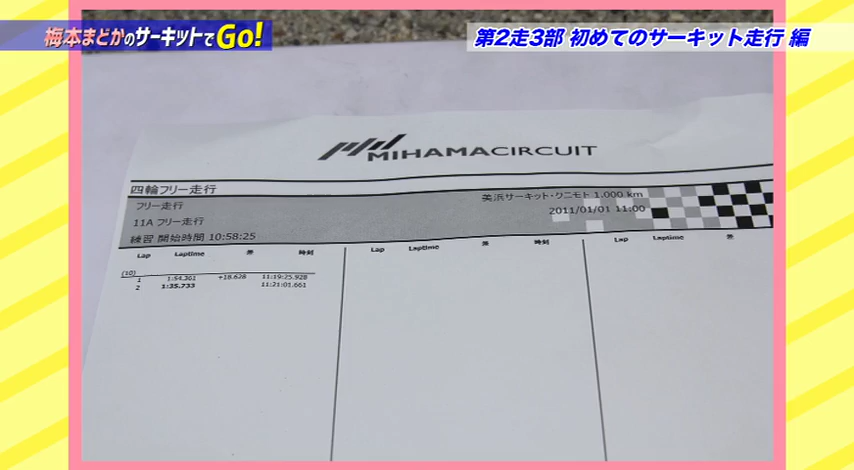 梅本まどかのサーキットでGo!
第2走3部 初めてのサーキット走行 編
MIHAMACIRCUIT
四輪フリー走行
フリー走行
美浜サーキット・クニモト 1.000 km
11A フリー走行
2011/01/01 11:00
練習 開始時間 10:58:25
Lap Laptime 差 時刻 Lap Laptime 差 時刻 Lap Laptime 差
(10)
1 1:54.361 +18.628 11:19:25.928
2 1:35.733 11:21:01.661